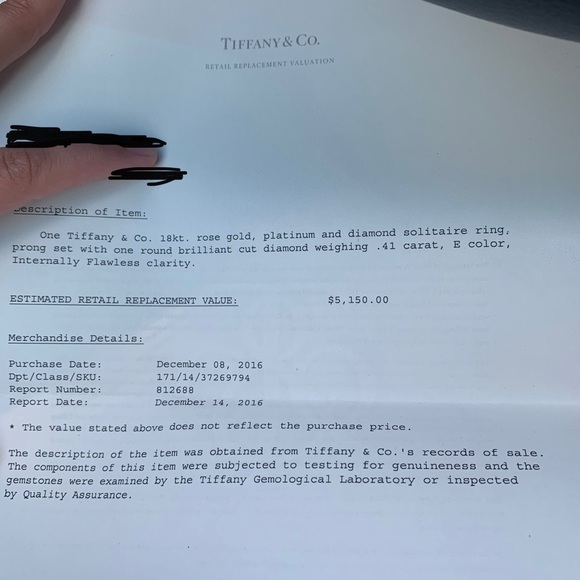 TIFFANY & CO.
RETAIL REPLACEMENT VALUATION
Description of Item:
One Tiffany & Co. 18kt. rose gold, platinum and diamond solitaire ring,
prong set with one round brilliant cut diamond weighing .41 carat, E color,
Internally Flawless clarity.
ESTIMATED RETAIL REPLACEMENT VALUE: $5,150.00
Merchandise Details:
Purchase Date: December 08, 2016
Dpt/Class/SKU: 171/14/37269794
Report Number: 812688
Report Date: December 14, 2016
* The value stated above does not reflect the purchase price.
The description of the item was obtained from Tiffany & Co.'s records of sale.
The components of this item were subjected to testing for genuineness and the
gemstones were examined by the Tiffany Gemological Laboratory or inspected
by Quality Assurance.